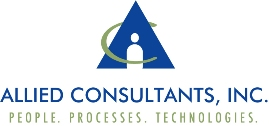 C
ALLIED CONSULTANTS, INC.
PEOPLE. PROCESSES. TECHNOLOGIES.